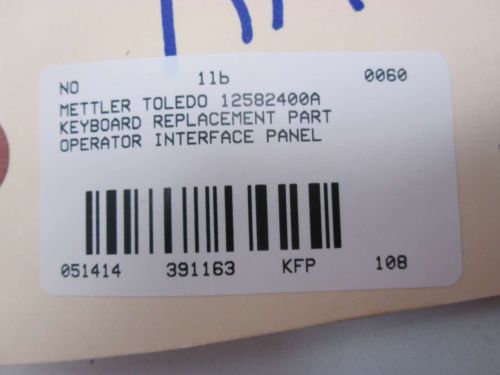 NO 1lb 0060
METTLER TOLEDO 12582400A
KEYBOARD REPLACEMENT PART
OPERATOR INTERFACE PANEL
051414 391163 KFP 108